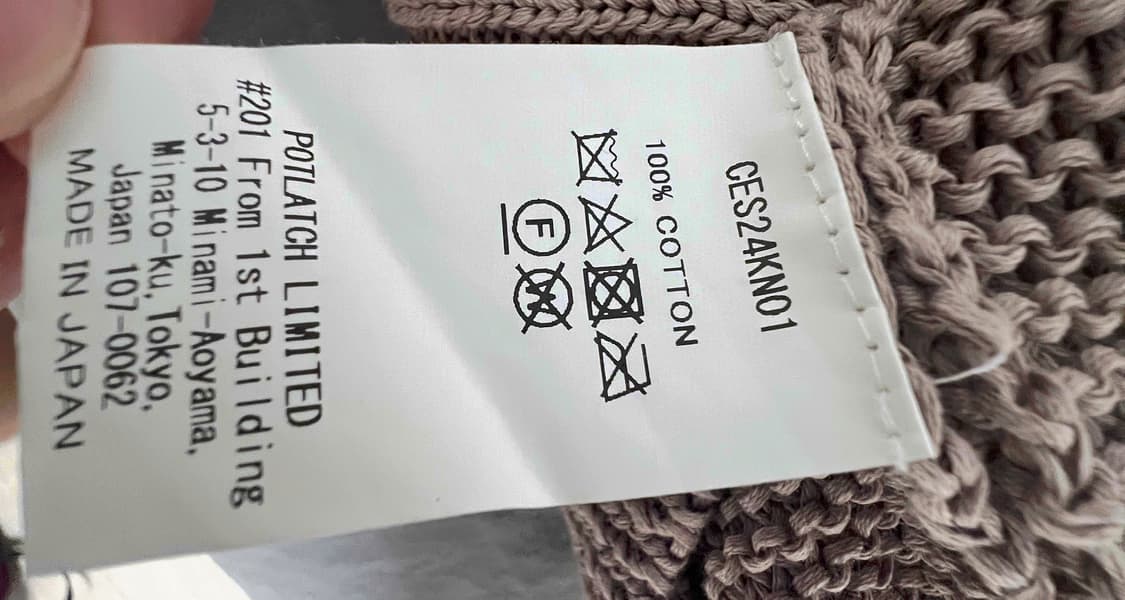 CES24KN01
100% COTTON
F
W
POTLATCH LIMITED
#201 From 1st Building
5-3-10 Minami-Aoyama,
Minato-ku, Tokyo,
Japan 107-0062
MADE IN JAPAN